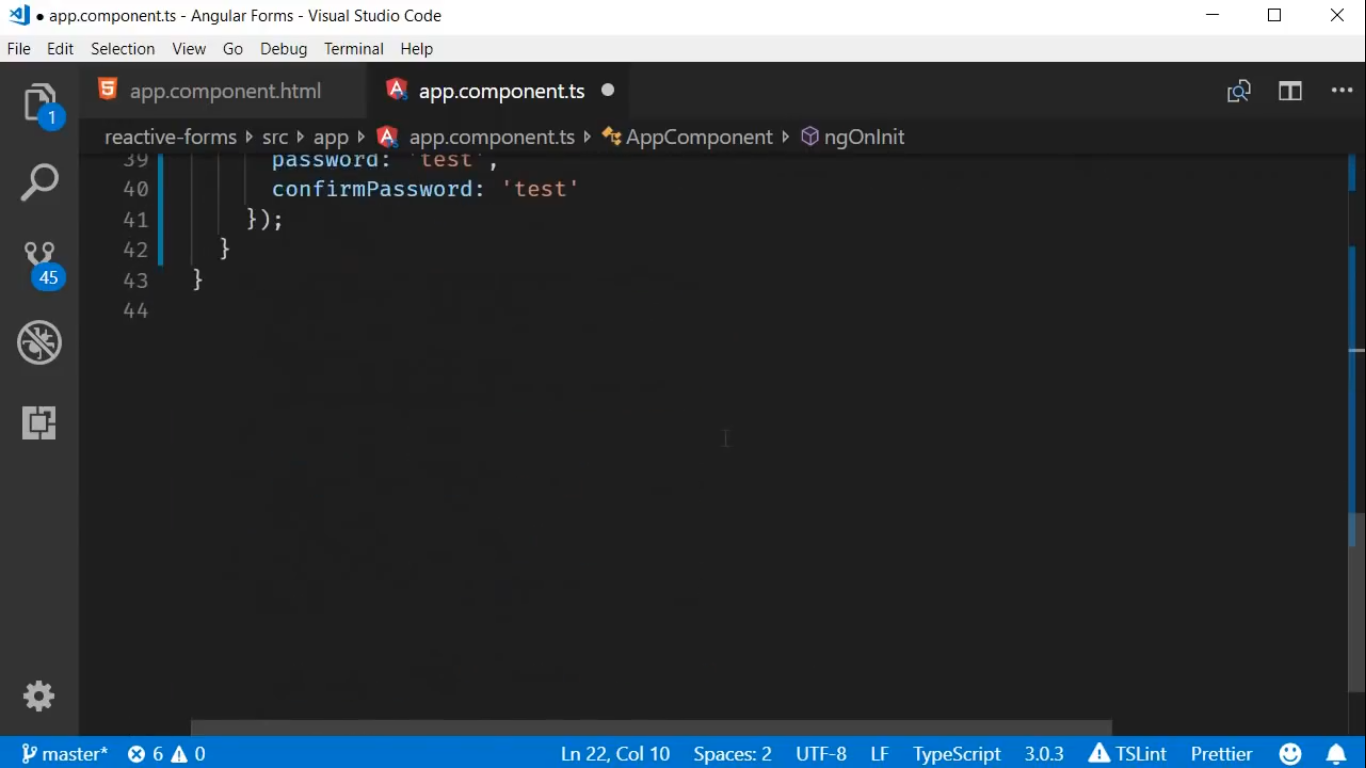 ● app.component.ts - Angular Forms - Visual Studio Code
File Edit Selection View Go Debug Terminal Help
app.component.html app.component.ts
reactive-forms src app app.component.ts AppComponent ngOnInit
39 password: 'test',
40 confirmPassword: 'test'
41 });
42 }
43 }
44
1
45
master* 6 0 Ln 22, Col 10 Spaces: 2 UTF-8 LF TypeScript 3.0.3 TSLint Prettier